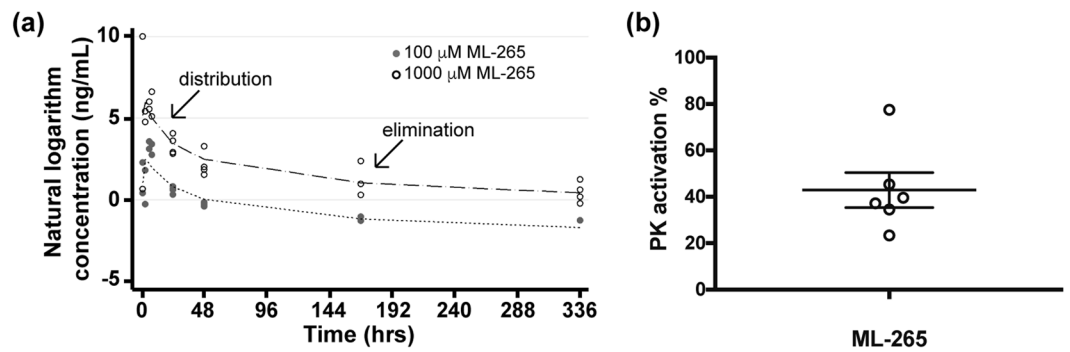 (a)
Natural logarithm
concentration (ng/mL)
10
5
0
-5
distribution
elimination
100 μM ML-265
1000 μM ML-265
0 48 96 144 192 240 288 336
Time (hrs)
(b)
PK activation %
100
80
60
40
20
0
ML-265